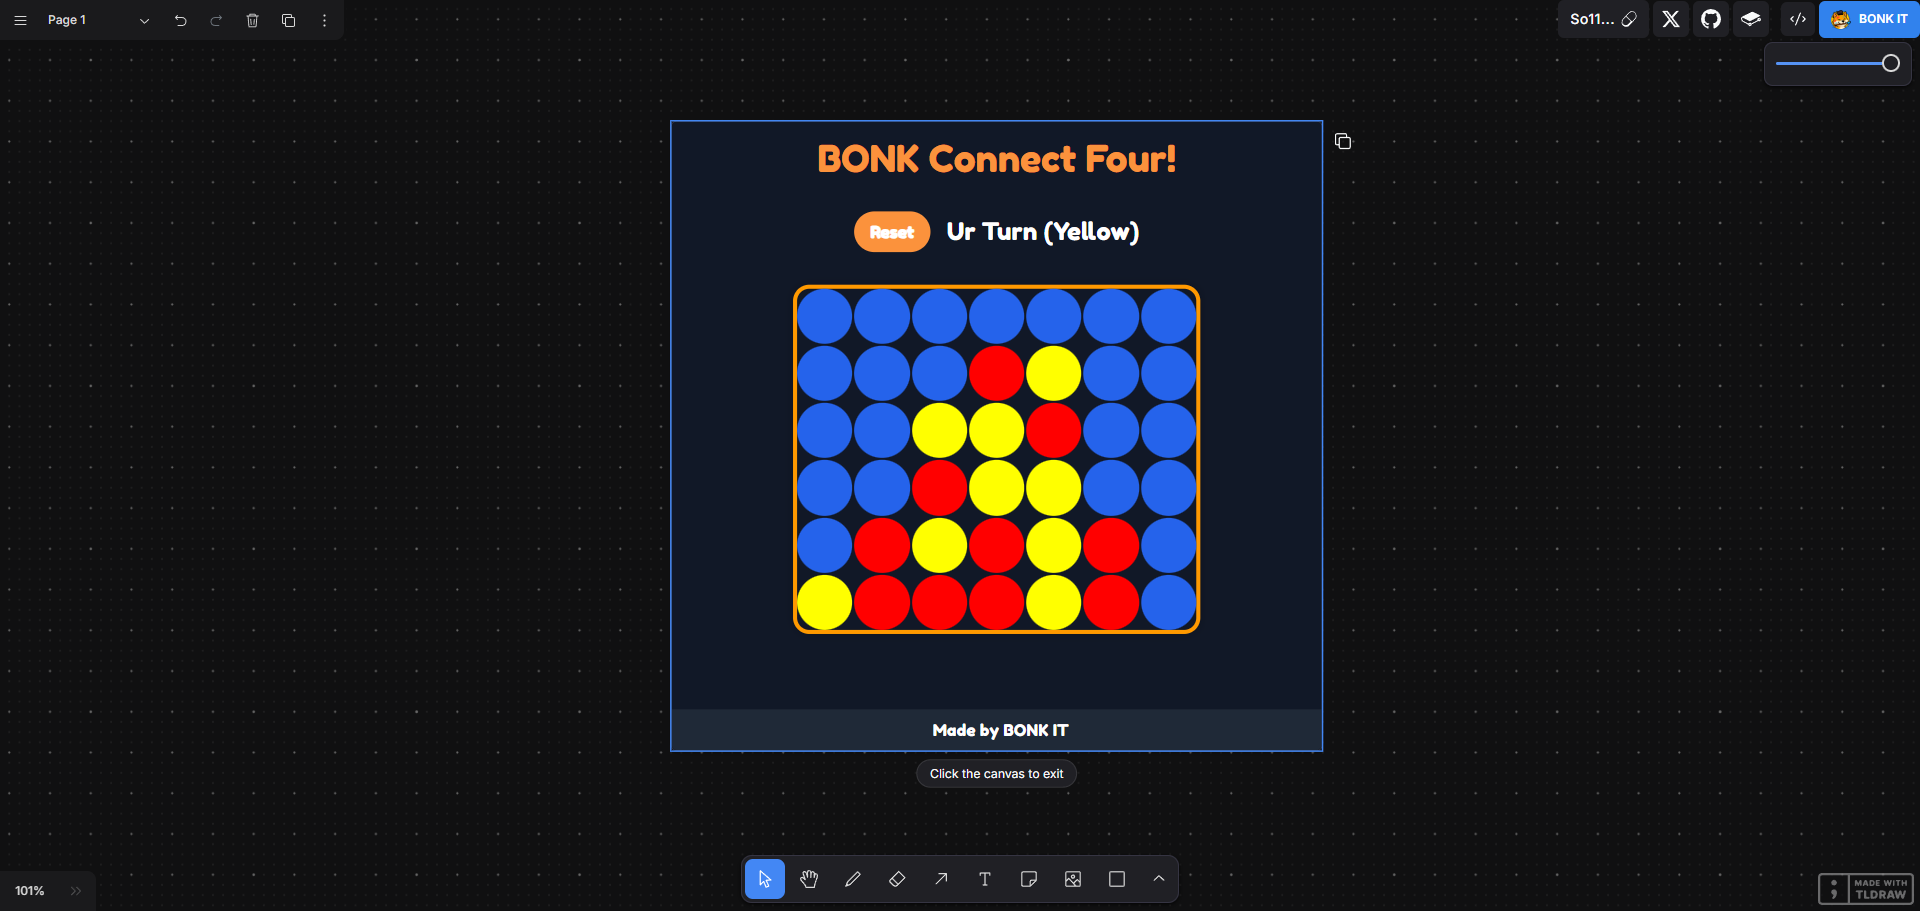 Page 1
So11...
BONK IT
BONK Connect Four!
Reset
Ur Turn (Yellow)
Made by BONK IT
Click the canvas to exit
101%
MADE WITH
TLDRAW